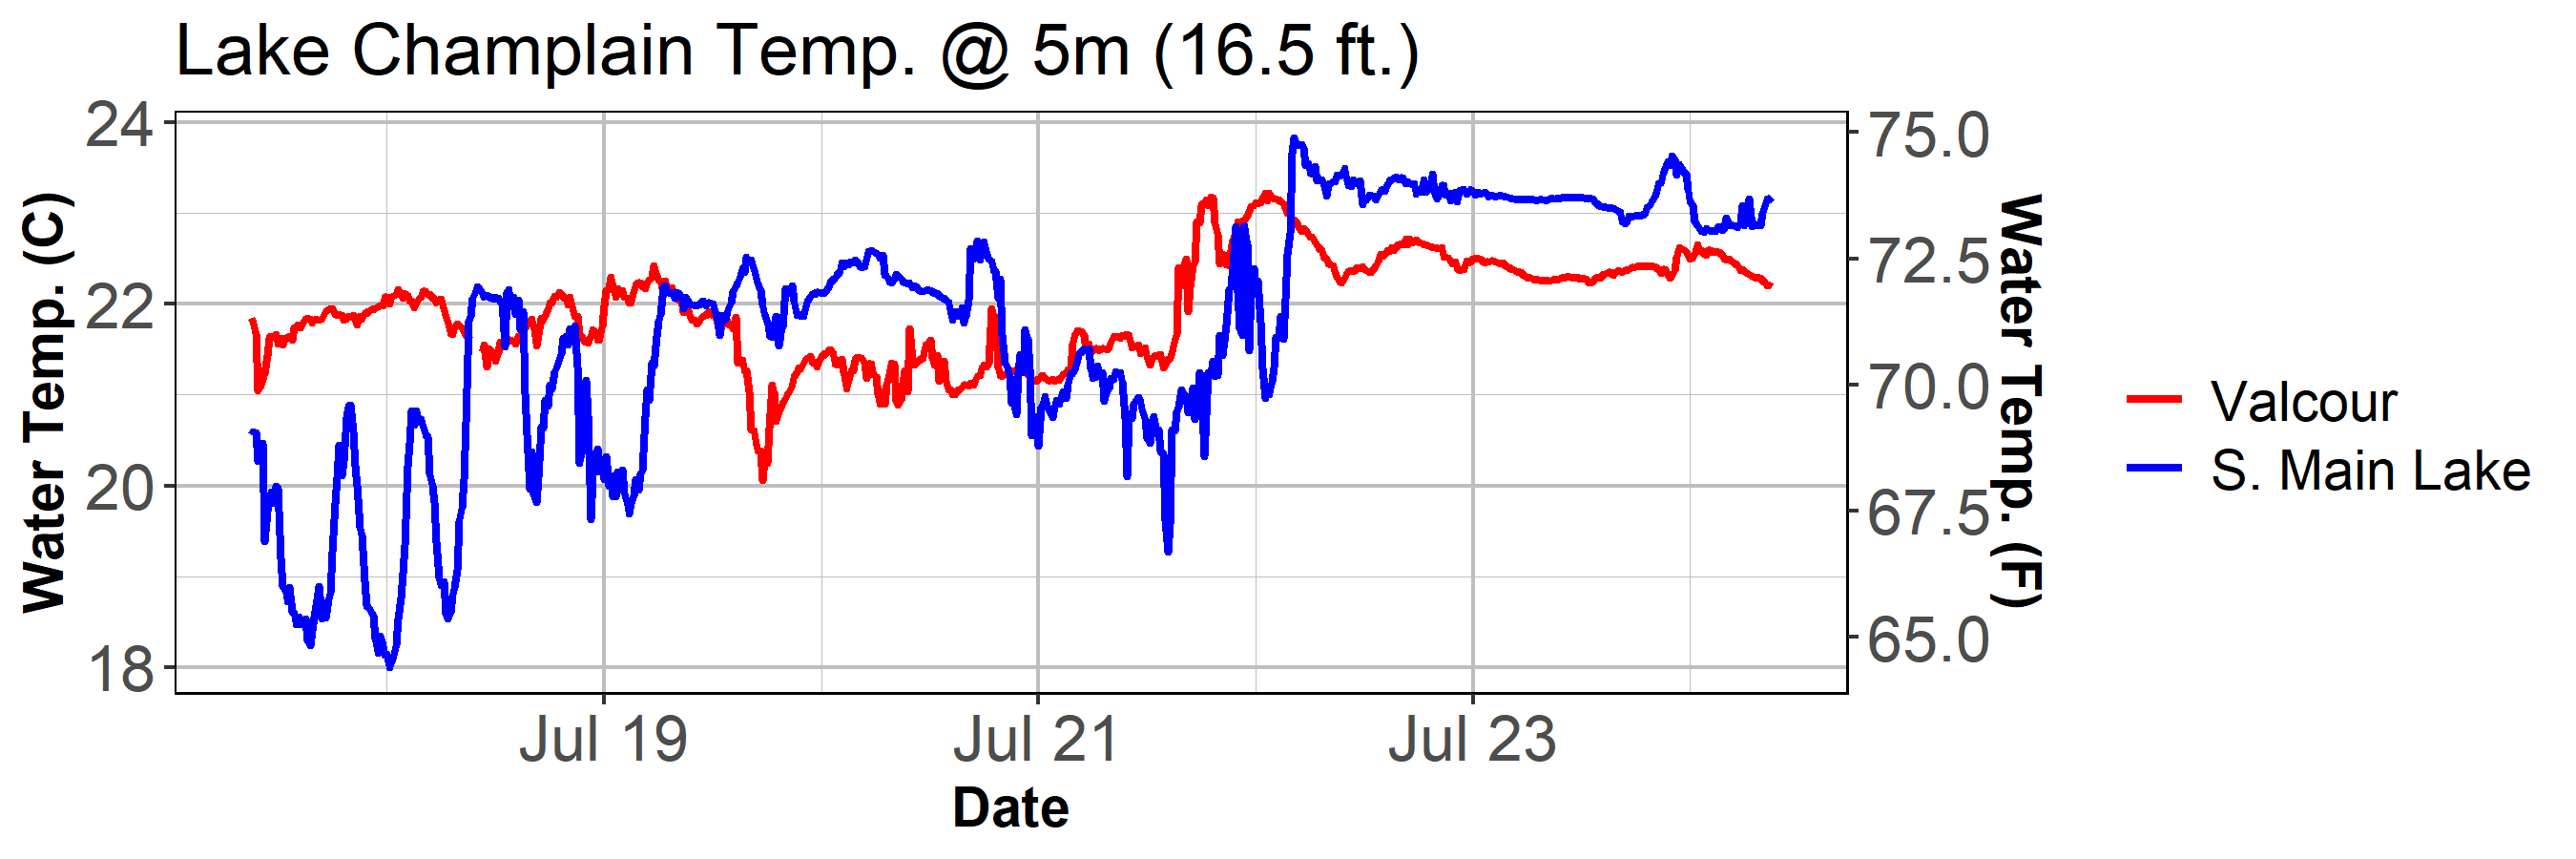 Lake Champlain Temp. @ 5m (16.5 ft.)
Water Temp. (C)
24
22
20
18
75.0
72.5
70.0
67.5
65.0
Water Temp. (F)
Jul 19
Jul 21
Jul 23
Date
Valcour
S. Main Lake